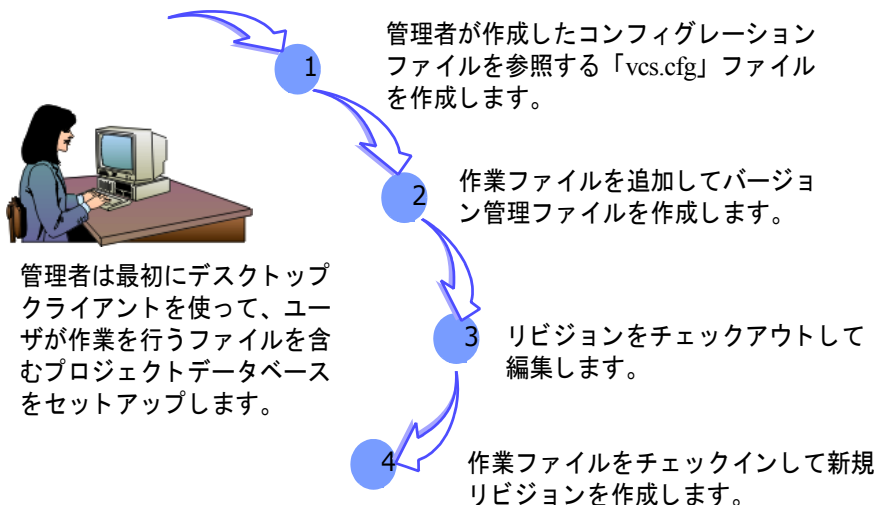 1
管理者が作成したコンフィグレーション
ファイルを参照する「vcs.cfg」ファイル
を作成します。
2
作業ファイルを追加してバージョ
ン管理ファイルを作成します。
管理者は最初にデスクトップ
クライアントを使って、ユー
ザが作業を行うファイルを含
むプロジェクトデータベース
をセットアップします。
3
リビジョンをチェックアウトして
編集します。
4
作業ファイルをチェックインして新規
リビジョンを作成します。